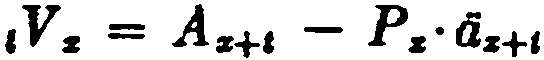 ₜVₓ = Aₓ₊ₜ − Pₓ·äₓ₊ₜ